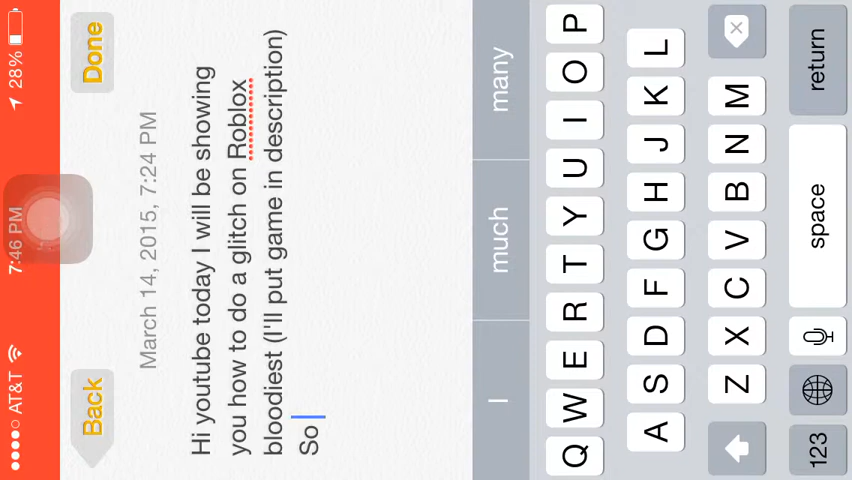 AT&T 7:46 PM 28%
Back Done
March 14, 2015, 7:24 PM
Hi youtube today I will be showing
you how to do a glitch on Roblox
bloodiest (I'll put game in description)
So
I much many
Q W E R T Y U I O P
A S D F G H J K L
Z X C V B N M
123 space return